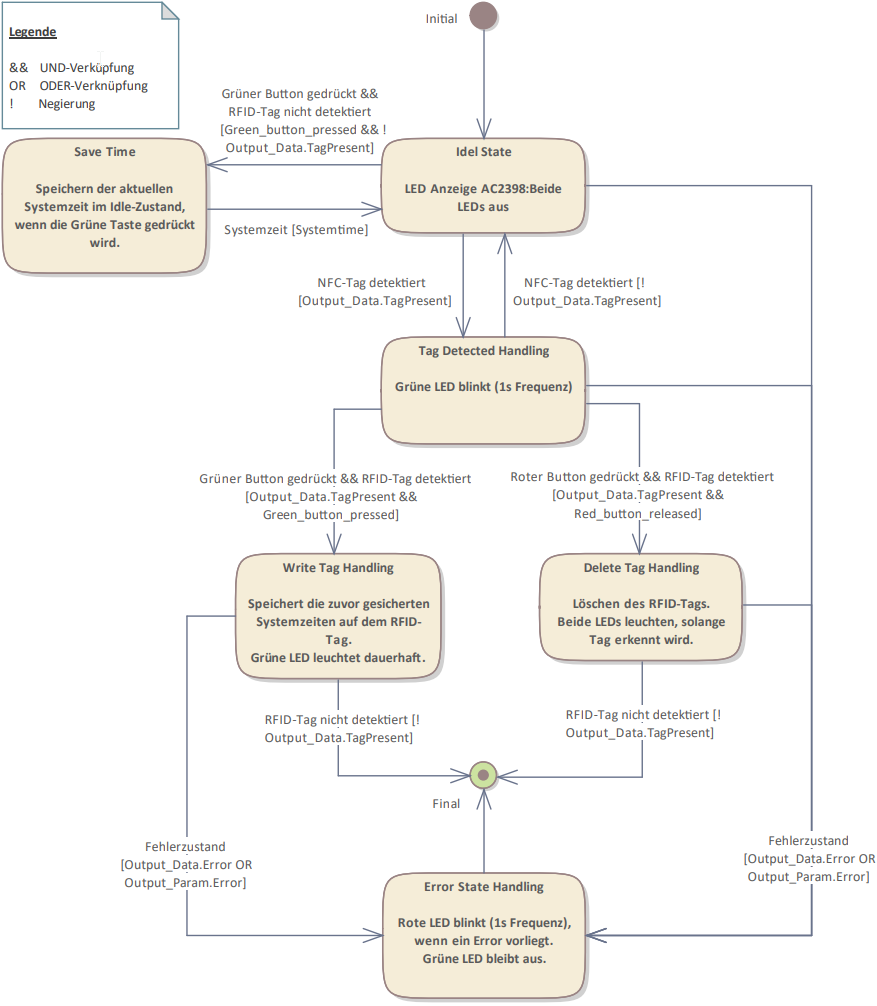 Legende
&& UND-Verküpfung
OR ODER-Verknüpfung
! Negierung
Initial
Grüner Button gedrückt &&
RFID-Tag nicht detektiert
[Green_button_pressed && !
Output_Data.TagPresent]
Save Time
Speichern der aktuellen
Systemzeit im Idle-Zustand,
wenn die Grüne Taste gedrückt
wird.
Idel State
LED Anzeige AC2398:Beide
LEDs aus
Systemzeit [Systemtime]
NFC-Tag detektiert
[Output_Data.TagPresent]
NFC-Tag detektiert [!
Output_Data.TagPresent]
Tag Detected Handling
Grüne LED blinkt (1s Frequenz)
Grüner Button gedrückt && RFID-Tag detektiert
[Output_Data.TagPresent &&
Green_button_pressed]
Roter Button gedrückt && RFID-Tag detektiert
[Output_Data.TagPresent &&
Red_button_released]
Write Tag Handling
Speichert die zuvor gesicherten
Systemzeiten auf dem RFID-
Tag.
Grüne LED leuchtet dauerhaft.
Delete Tag Handling
Löschen des RFID-Tags.
Beide LEDs leuchten, solange
Tag erkennt wird.
RFID-Tag nicht detektiert [!
Output_Data.TagPresent]
RFID-Tag nicht detektiert [!
Output_Data.TagPresent]
Final
Fehlerzustand
[Output_Data.Error OR
Output_Param.Error]
Fehlerzustand
[Output_Data.Error OR
Output_Param.Error]
Error State Handling
Rote LED blinkt (1s Frequenz),
wenn ein Error vorliegt.
Grüne LED bleibt aus.